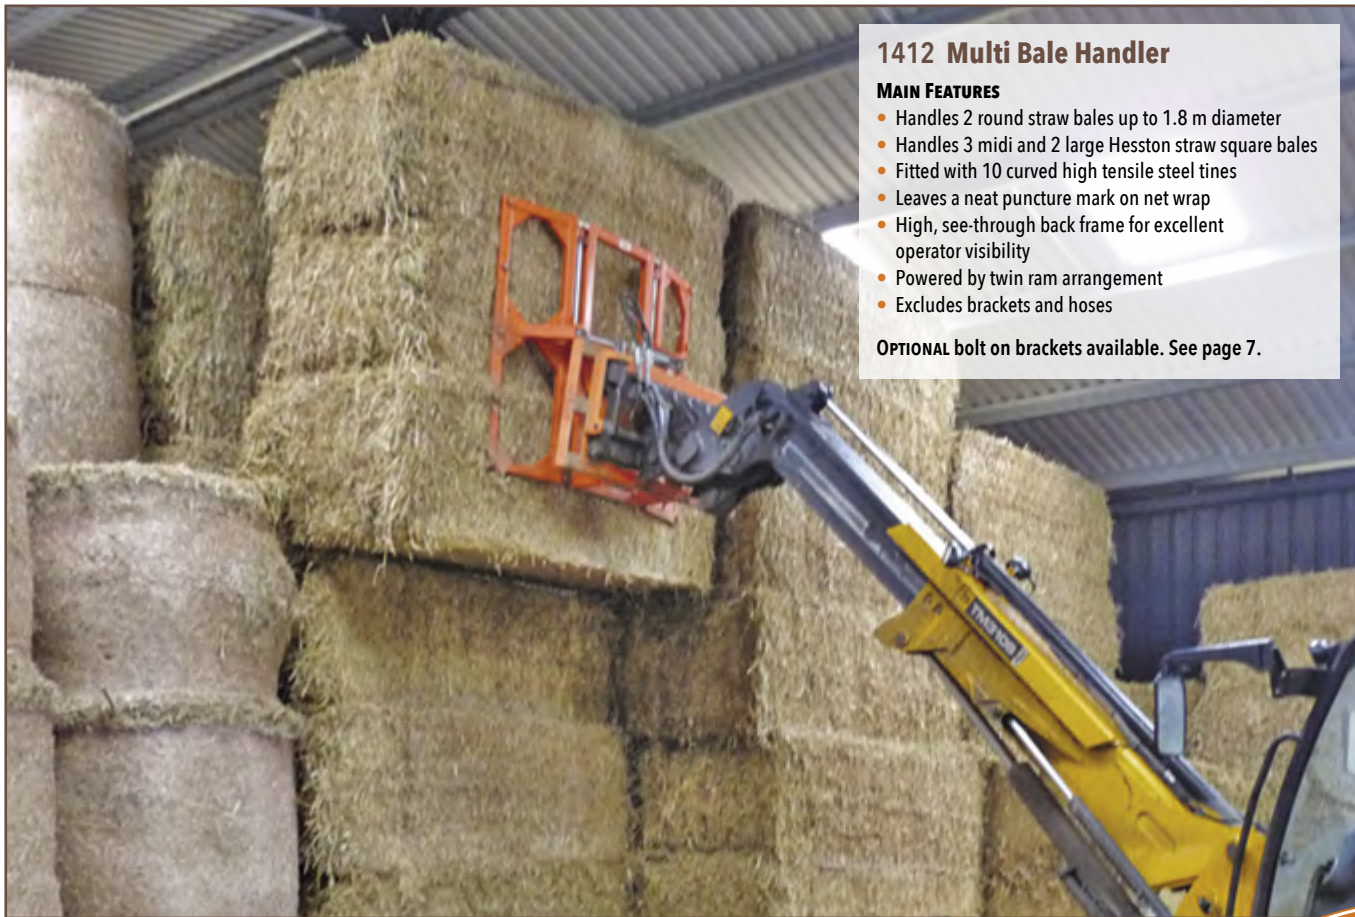 1412 Multi Bale Handler
MAIN FEATURES
• Handles 2 round straw bales up to 1.8 m diameter
• Handles 3 midi and 2 large Hesston straw square bales
• Fitted with 10 curved high tensile steel tines
• Leaves a neat puncture mark on net wrap
• High, see-through back frame for excellent
operator visibility
• Powered by twin ram arrangement
• Excludes brackets and hoses
OPTIONAL bolt on brackets available. See page 7.
TM310S